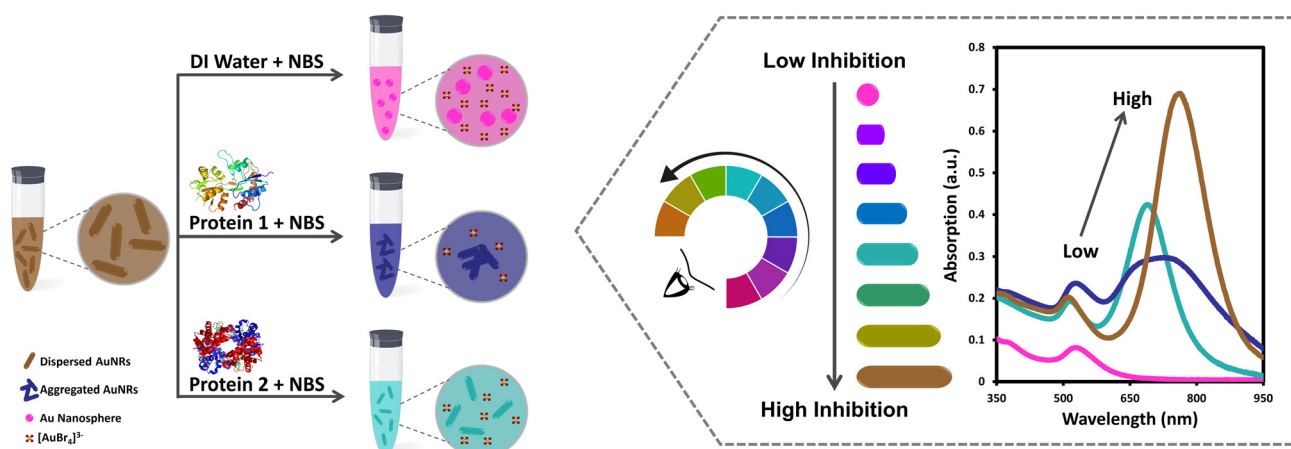 DI Water + NBS
Protein 1 + NBS
Protein 2 + NBS
Dispersed AuNRs
Aggregated AuNRs
Au Nanosphere
[AuBr₄]³⁻
Low Inhibition
High Inhibition
Absorption (a.u.)
0.8
0.7
0.6
0.5
0.4
0.3
0.2
0.1
0
High
Low
350 500 650 800 950
Wavelength (nm)